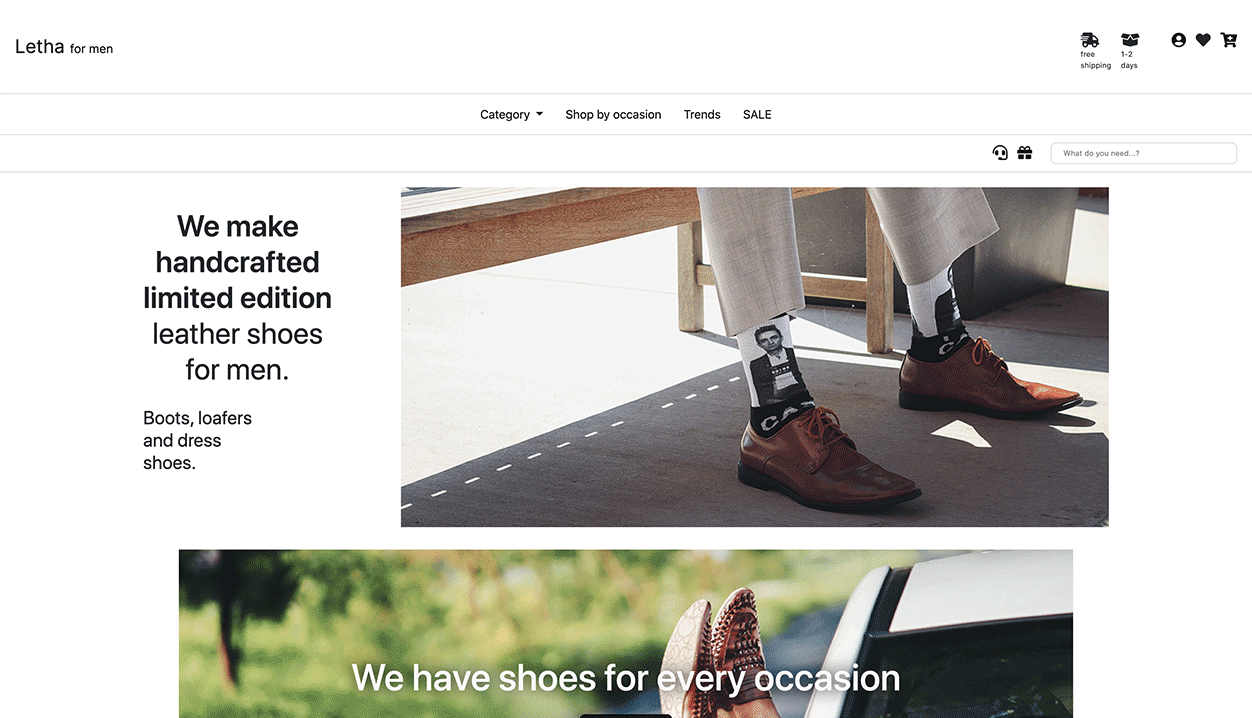 Letha for men
free
shipping
1-2
days
Category
Shop by occasion
Trends
SALE
What do you need...?
We make
handcrafted
limited edition
leather shoes
for men.
Boots, loafers
and dress
shoes.
We have shoes for every occasion